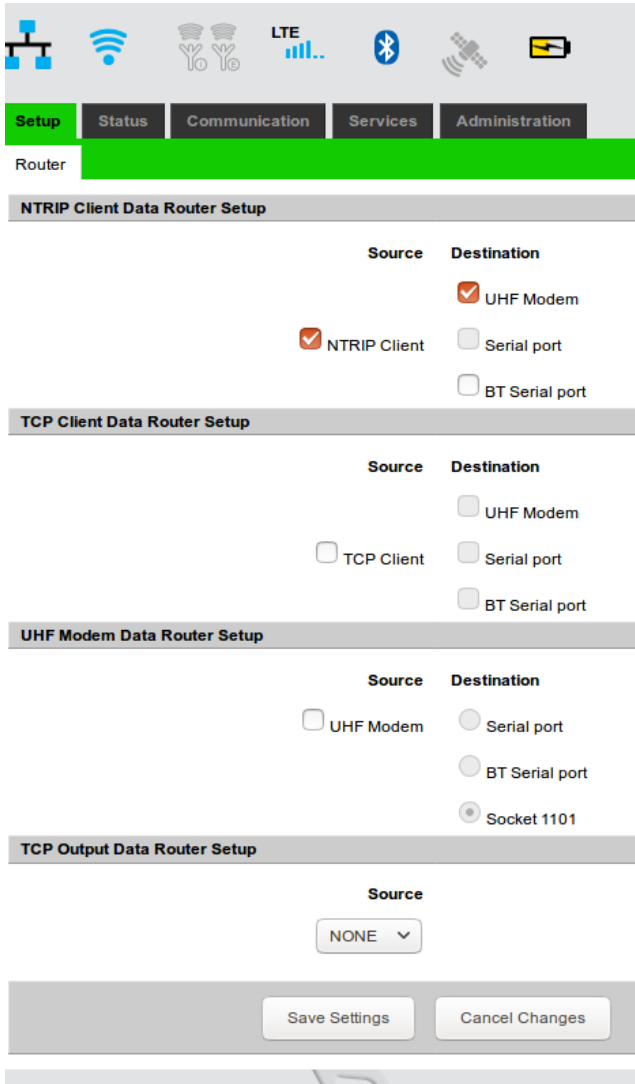 LTE
Setup Status Communication Services Administration
Router
NTRIP Client Data Router Setup
Source Destination
UHF Modem
NTRIP Client Serial port
BT Serial port
TCP Client Data Router Setup
Source Destination
UHF Modem
TCP Client Serial port
BT Serial port
UHF Modem Data Router Setup
Source Destination
UHF Modem Serial port
BT Serial port
Socket 1101
TCP Output Data Router Setup
Source
NONE
Save Settings Cancel Changes